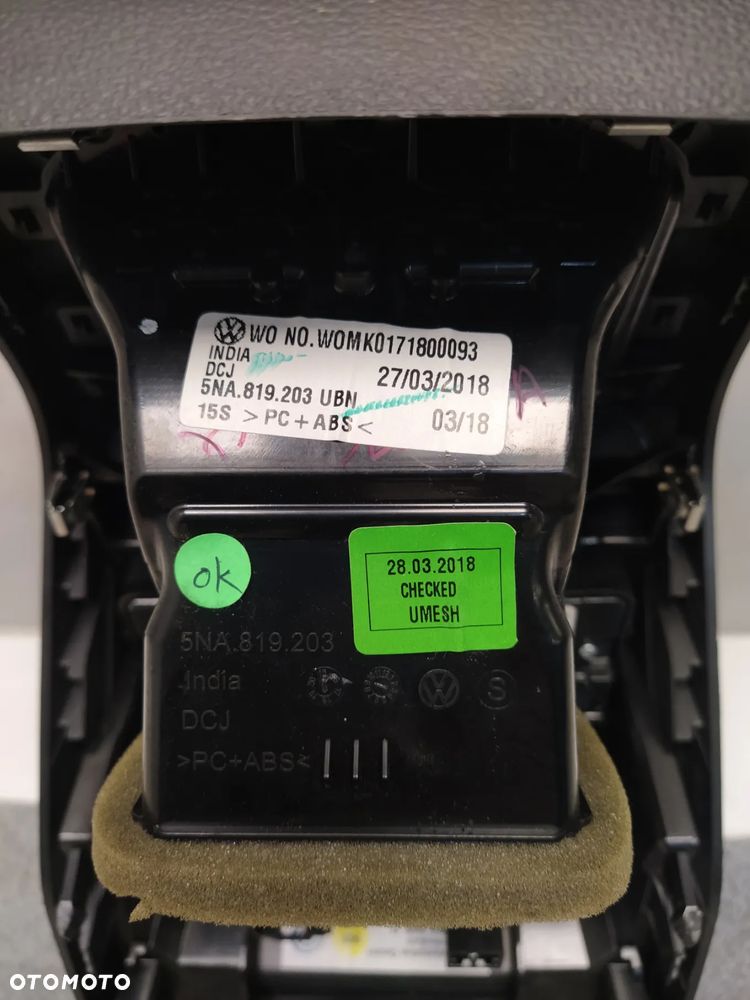 WO NO.WOMK0171800093
INDIA
DCJ 27/03/2018
5NA.819.203 UBN
15S >PC+ABS< 03/18
OK
28.03.2018
CHECKED
UMESH
5NA.819.203
India
DCJ
S
>PC+ABS<
OTOMOTO